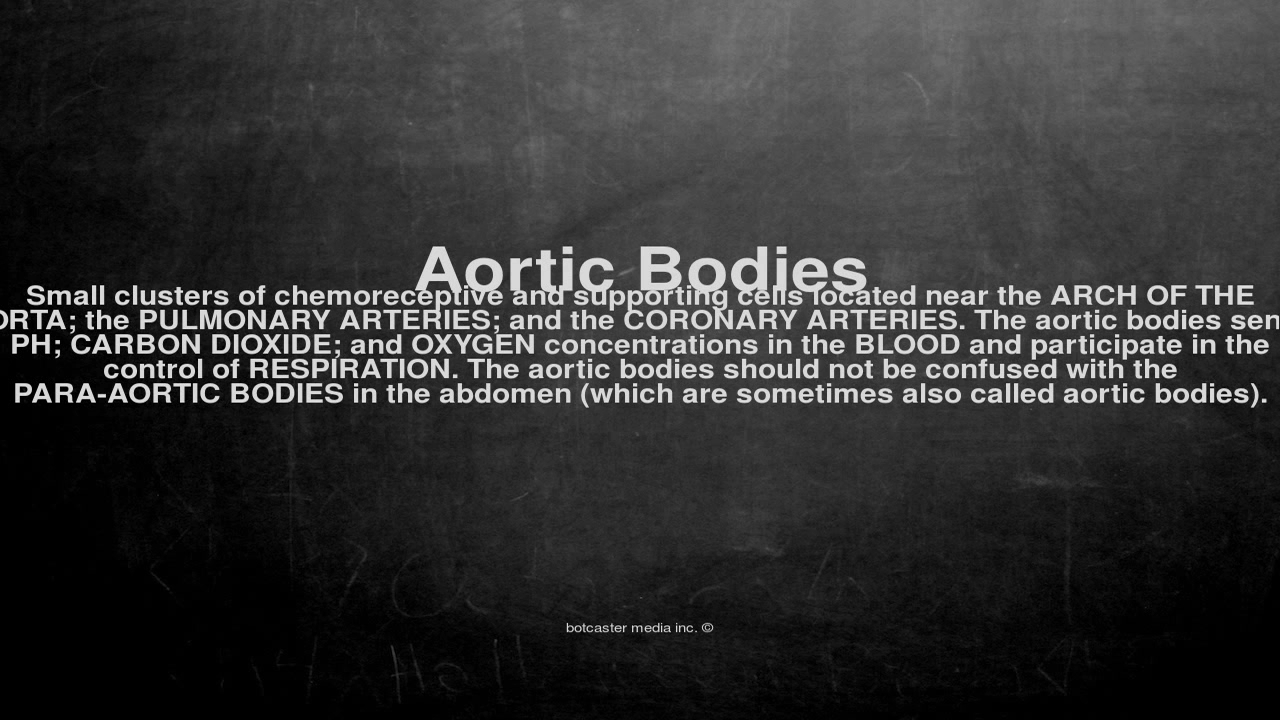 Aortic Bodies
Small clusters of chemoreceptive and supporting cells located near the ARCH OF THE
ORTA; the PULMONARY ARTERIES; and the CORONARY ARTERIES. The aortic bodies sen
PH; CARBON DIOXIDE; and OXYGEN concentrations in the BLOOD and participate in the
control of RESPIRATION. The aortic bodies should not be confused with the
PARA-AORTIC BODIES in the abdomen (which are sometimes also called aortic bodies).
botcaster media inc. ©